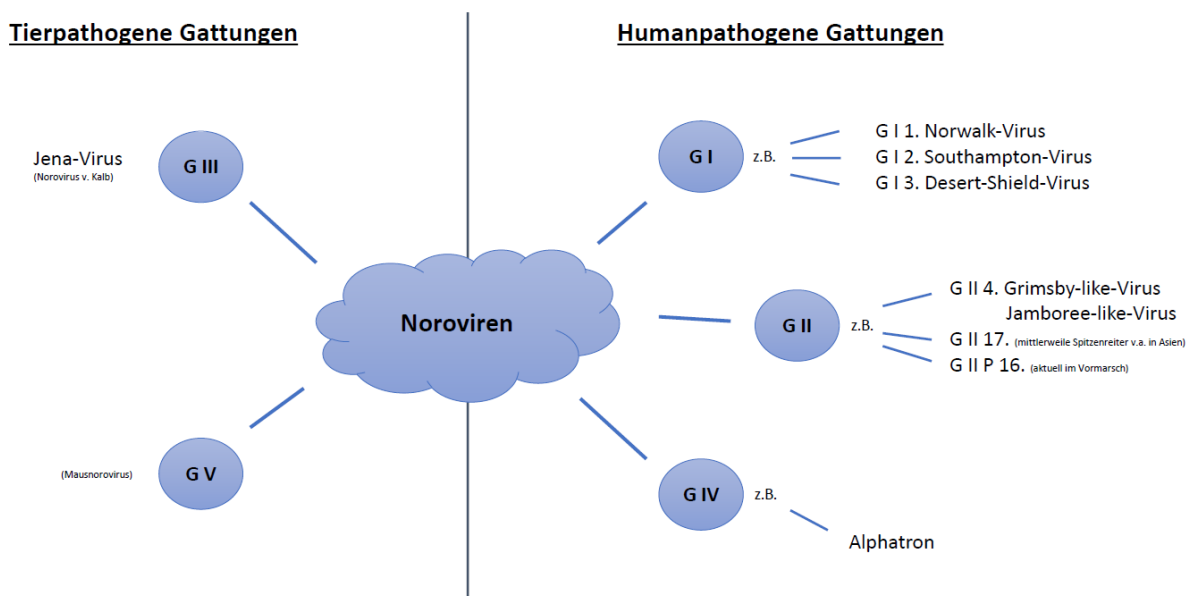 Tierpathogene Gattungen
Humanpathogene Gattungen
Jena-Virus
(Norovirus v. Kalb)
G III
G V
(Mausnorovirus)
Noroviren
G I
z.B.
G I 1. Norwalk-Virus
G I 2. Southampton-Virus
G I 3. Desert-Shield-Virus
G II
z.B.
G II 4. Grimsby-like-Virus
Jamboree-like-Virus
G II 17. (mittlerweile Spitzenreiter v.a. in Asien)
G II P 16. (aktuell im Vormarsch)
G IV
z.B.
Alphatron